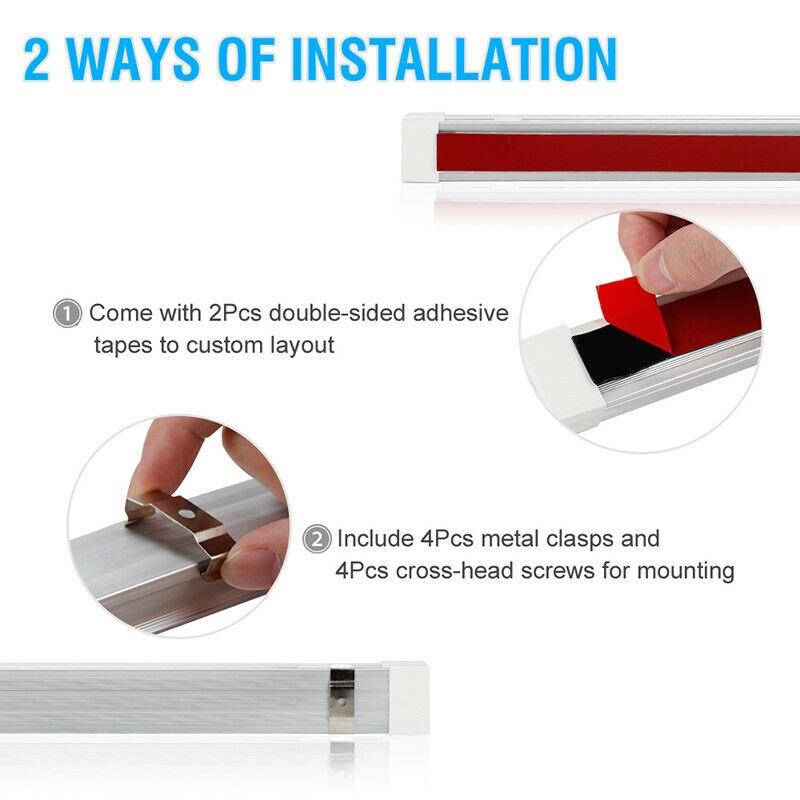 2 WAYS OF INSTALLATION
1 Come with 2Pcs double-sided adhesive
tapes to custom layout
2 Include 4Pcs metal clasps and
4Pcs cross-head screws for mounting